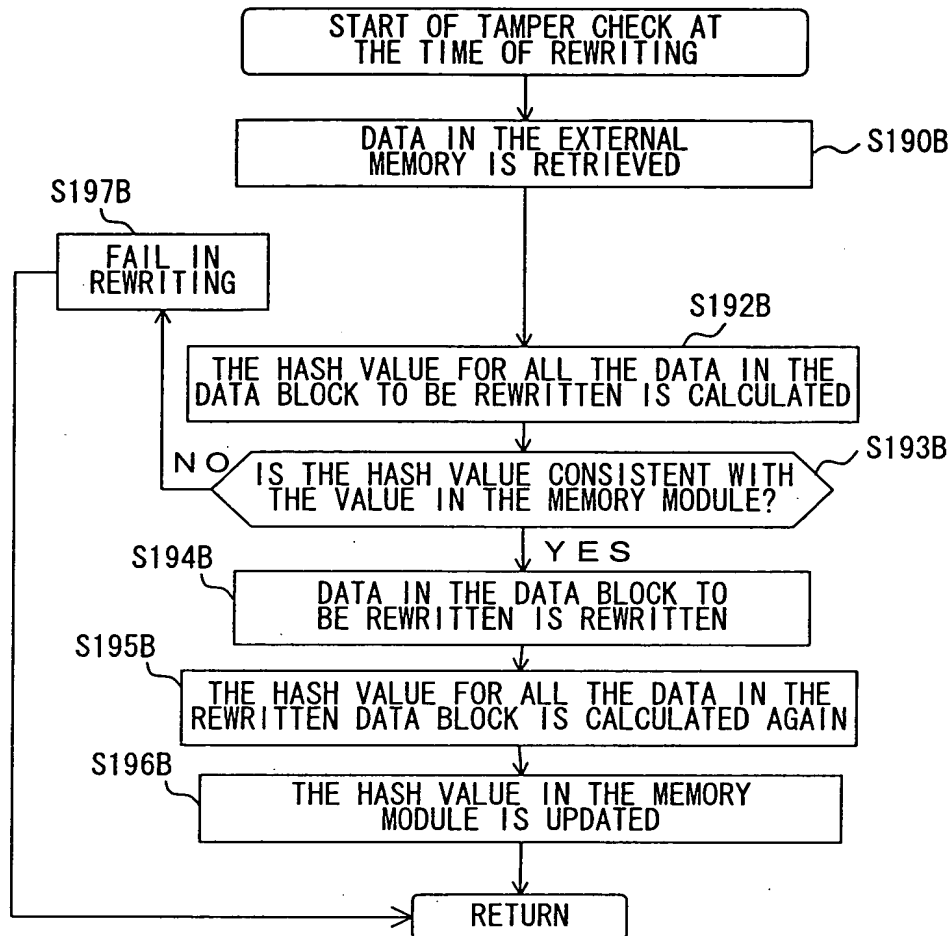 START OF TAMPER CHECK AT
THE TIME OF REWRITING
DATA IN THE EXTERNAL
MEMORY IS RETRIEVED
S190B
S197B
FAIL IN
REWRITING
S192B
THE HASH VALUE FOR ALL THE DATA IN THE
DATA BLOCK TO BE REWRITTEN IS CALCULATED
S193B
NO
IS THE HASH VALUE CONSISTENT WITH
THE VALUE IN THE MEMORY MODULE?
YES
S194B
DATA IN THE DATA BLOCK TO
BE REWRITTEN IS REWRITTEN
S195B
THE HASH VALUE FOR ALL THE DATA IN THE
REWRITTEN DATA BLOCK IS CALCULATED AGAIN
S196B
THE HASH VALUE IN THE MEMORY
MODULE IS UPDATED
RETURN